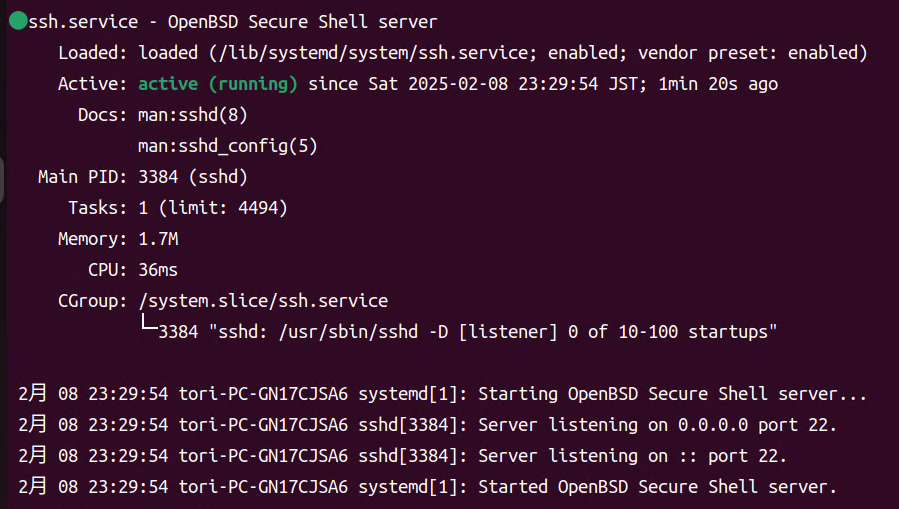 ●ssh.service - OpenBSD Secure Shell server
Loaded: loaded (/lib/systemd/system/ssh.service; enabled; vendor preset: enabled)
Active: active (running) since Sat 2025-02-08 23:29:54 JST; 1min 20s ago
Docs: man:sshd(8)
man:sshd_config(5)
Main PID: 3384 (sshd)
Tasks: 1 (limit: 4494)
Memory: 1.7M
CPU: 36ms
CGroup: /system.slice/ssh.service
└─3384 "sshd: /usr/sbin/sshd -D [listener] 0 of 10-100 startups"
2月 08 23:29:54 tori-PC-GN17CJSA6 systemd[1]: Starting OpenBSD Secure Shell server...
2月 08 23:29:54 tori-PC-GN17CJSA6 sshd[3384]: Server listening on 0.0.0.0 port 22.
2月 08 23:29:54 tori-PC-GN17CJSA6 sshd[3384]: Server listening on :: port 22.
2月 08 23:29:54 tori-PC-GN17CJSA6 systemd[1]: Started OpenBSD Secure Shell server.